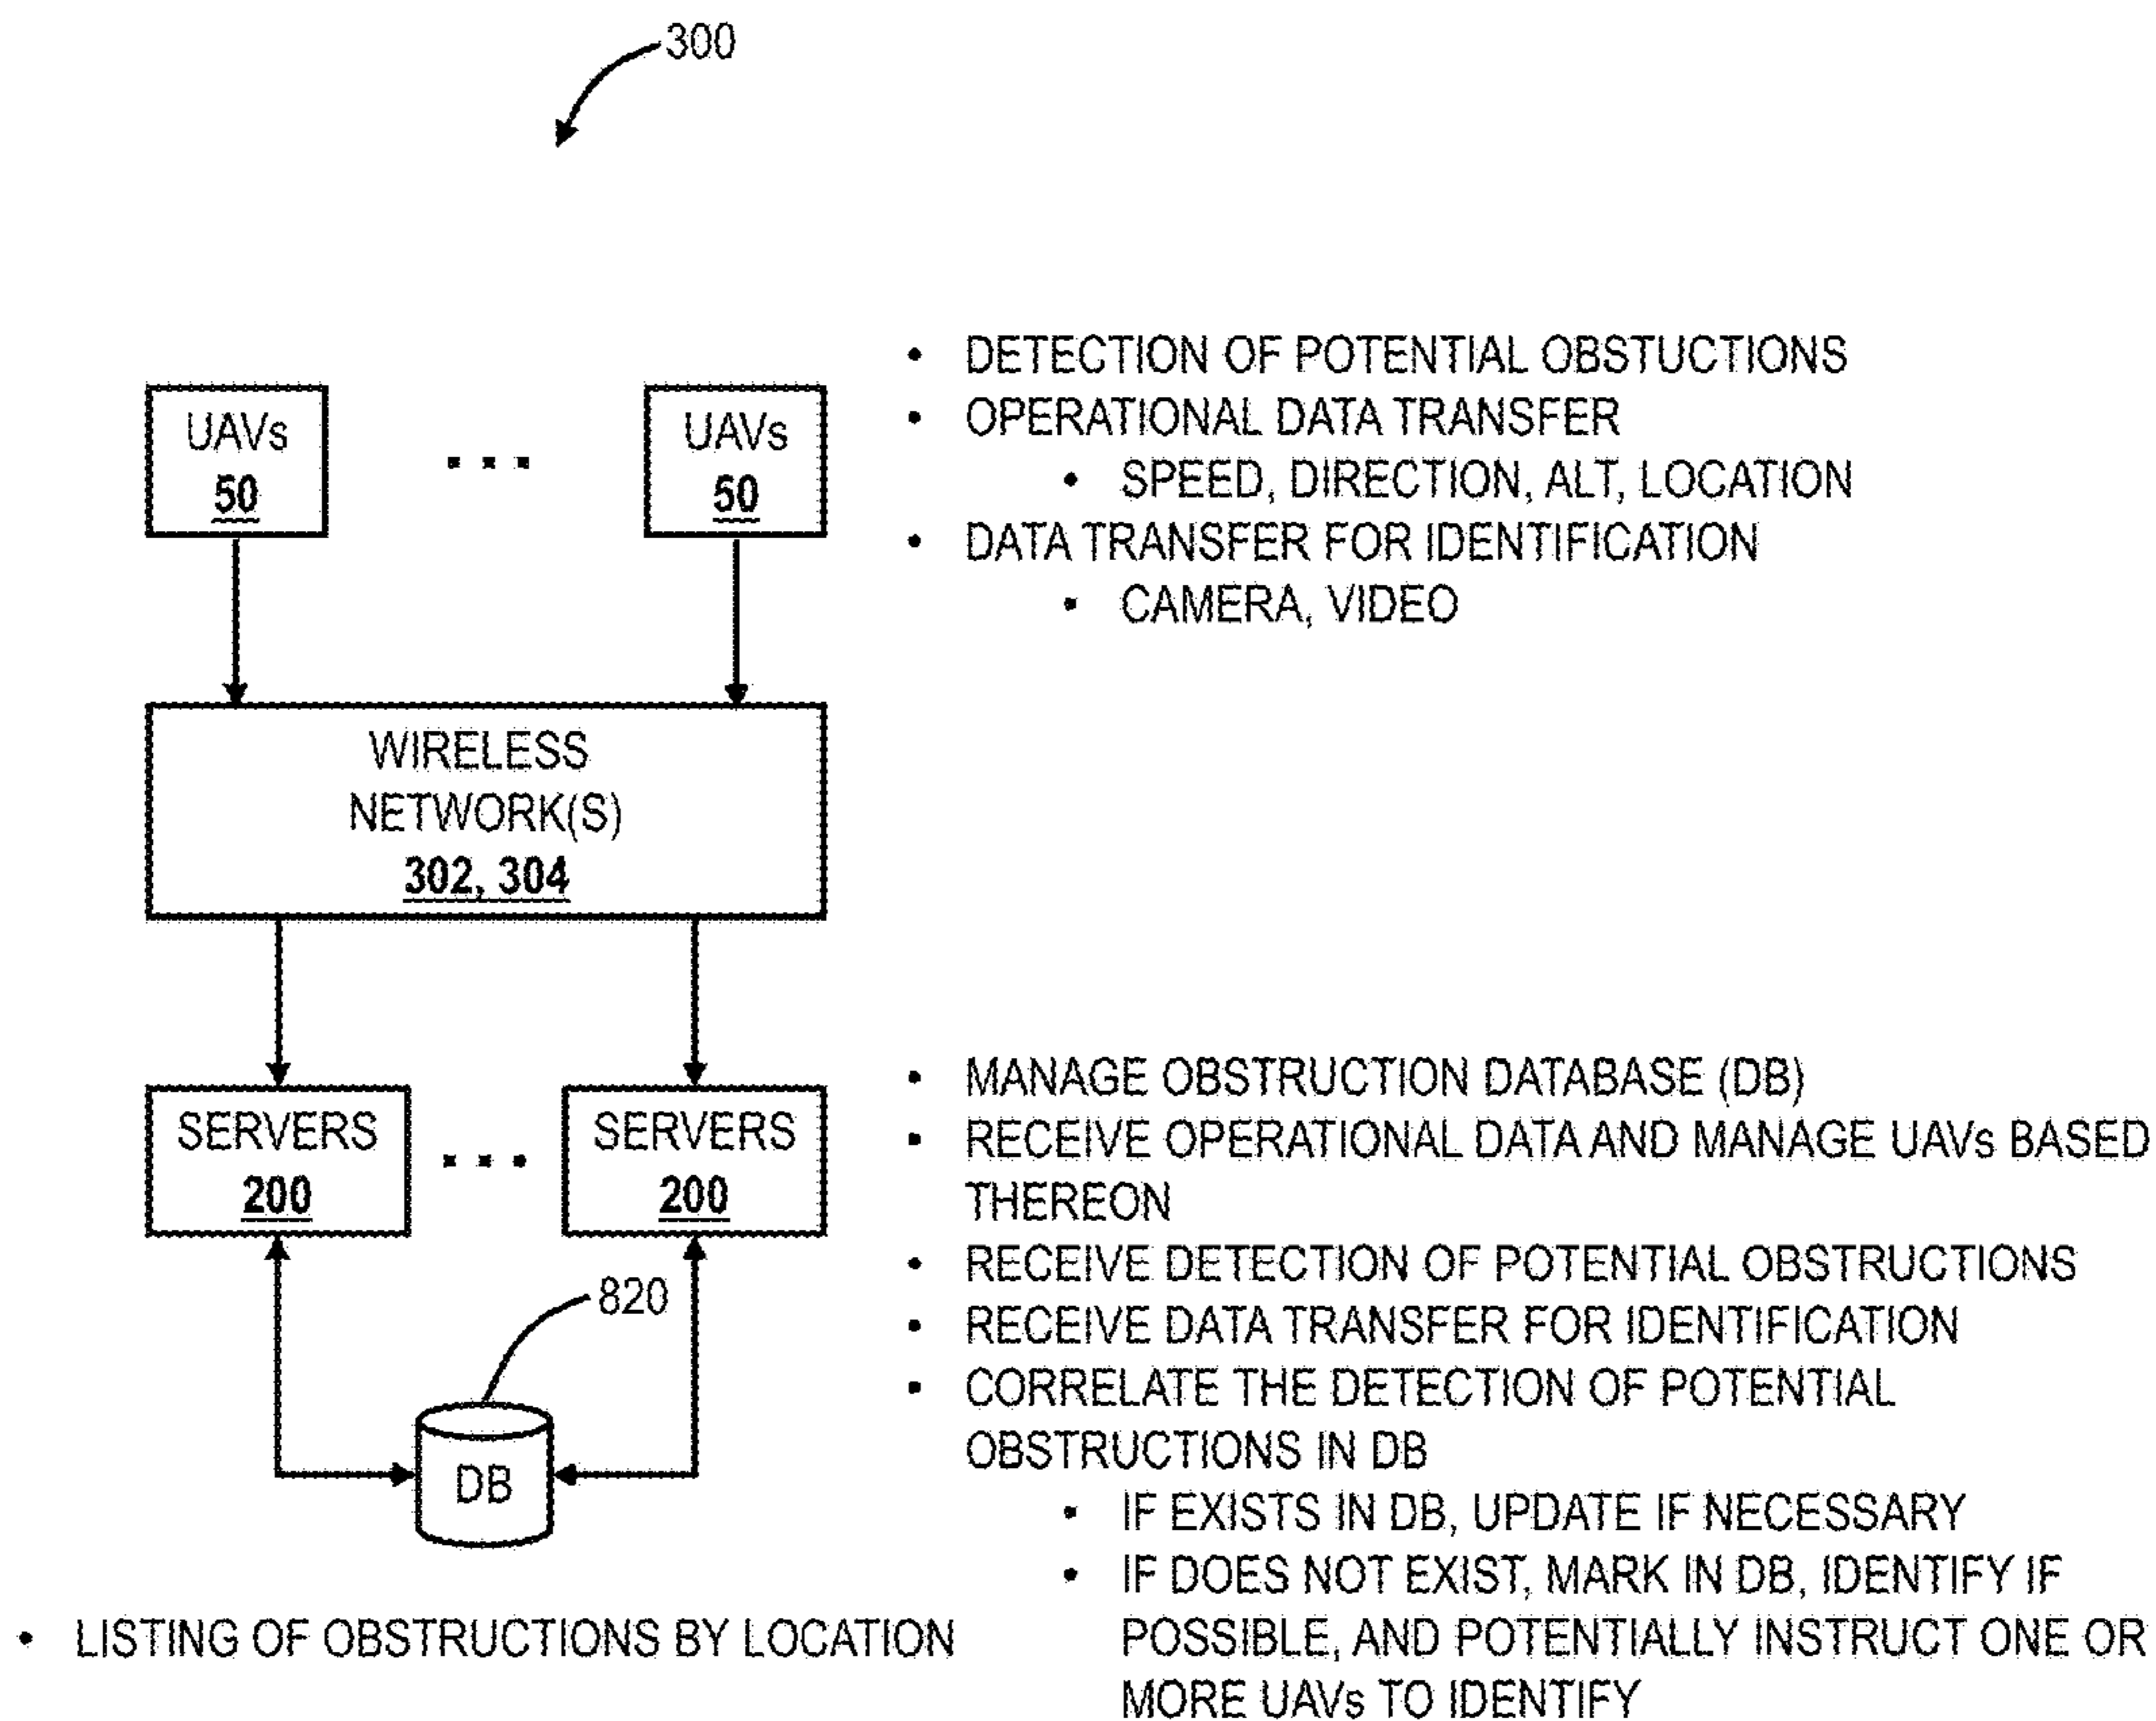 300
UAVs
50
...
UAVs
50
• DETECTION OF POTENTIAL OBSTUCTIONS
• OPERATIONAL DATA TRANSFER
• SPEED, DIRECTION, ALT, LOCATION
• DATA TRANSFER FOR IDENTIFICATION
• CAMERA, VIDEO
WIRELESS
NETWORK(S)
302, 304
SERVERS
200
...
SERVERS
200
820
DB
• LISTING OF OBSTRUCTIONS BY LOCATION
• MANAGE OBSTRUCTION DATABASE (DB)
• RECEIVE OPERATIONAL DATA AND MANAGE UAVs BASED
THEREON
• RECEIVE DETECTION OF POTENTIAL OBSTRUCTIONS
• RECEIVE DATA TRANSFER FOR IDENTIFICATION
• CORRELATE THE DETECTION OF POTENTIAL
OBSTRUCTIONS IN DB
• IF EXISTS IN DB, UPDATE IF NECESSARY
• IF DOES NOT EXIST, MARK IN DB, IDENTIFY IF
POSSIBLE, AND POTENTIALLY INSTRUCT ONE OR
MORE UAVs TO IDENTIFY